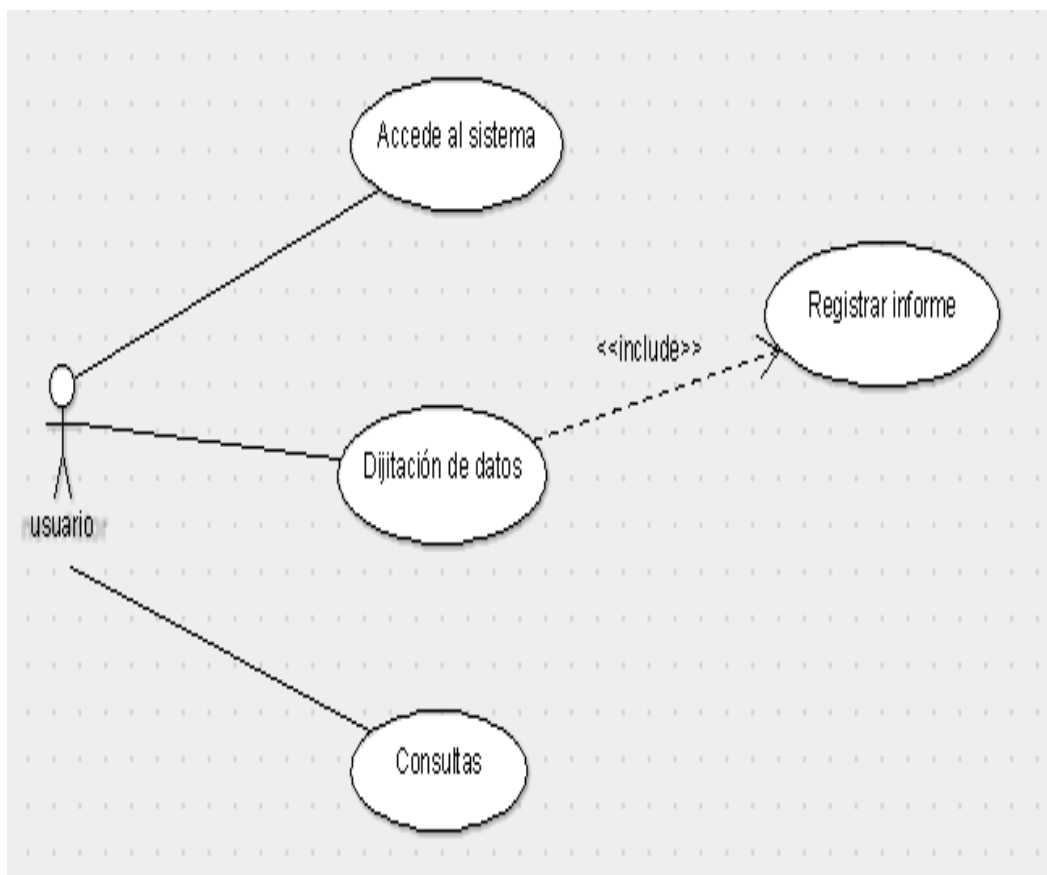 Accede al sistema
Registrar informe
<<include>>
Dijitación de datos
usuario
Consultas